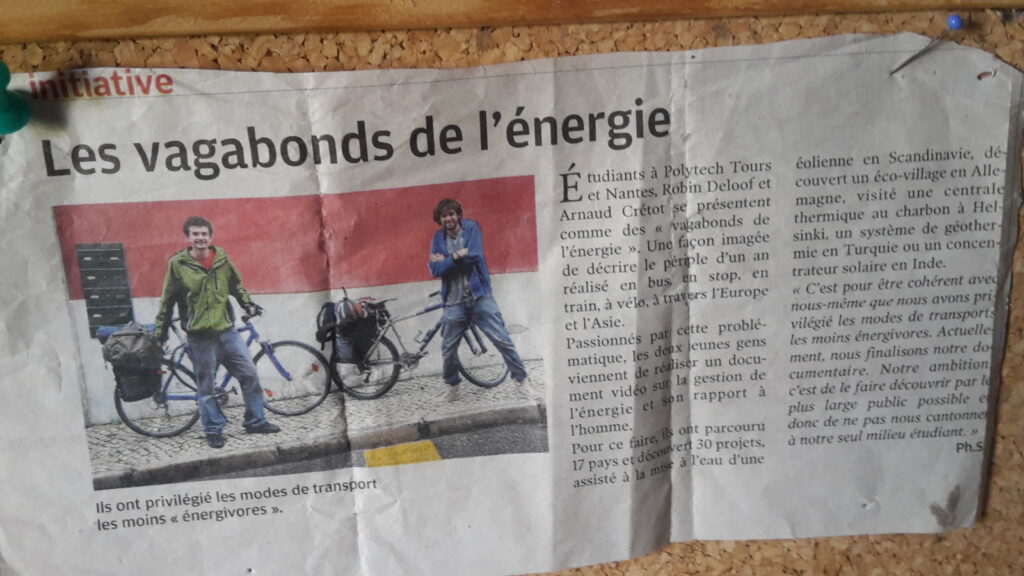 initiative
Les vagabonds de l'énergie
Ils ont privilégié les modes de transport
les moins « énergivores ».
Étudiants à Polytech Tours
et Nantes, Robin Deloof et
Arnaud Crétot se présentent
comme des « vagabonds de
l'énergie ». Une façon imagée
de décrire le périple d'un an
réalisé en bus en stop, en
train, à vélo, à travers l'Europe
et l'Asie.
Passionnés par cette problé-
matique, les deux jeunes gens
viennent de réaliser un docu-
ment vidéo sur la gestion de
l'énergie et son rapport à
l'homme.
Pour ce faire, ils ont parcouru
17 pays et découvert 30 projets,
assisté à la mise à l'eau d'une
éolienne en Scandinavie, dé-
couvert un éco-village en Alle-
magne, visité une centrale
thermique au charbon à Hel-
sinki, un système de géother-
mie en Turquie ou un concen-
trateur solaire en Inde.
« C'est pour être cohérent avec
nous-même que nous avons pri-
vilégié les modes de transports
les moins énergivores. Actuelle-
ment, nous finalisons notre do-
cumentaire. Notre ambition
c'est de le faire découvrir par le
plus large public possible et
donc de ne pas nous cantonner
à notre seul milieu étudiant. »
Ph.S